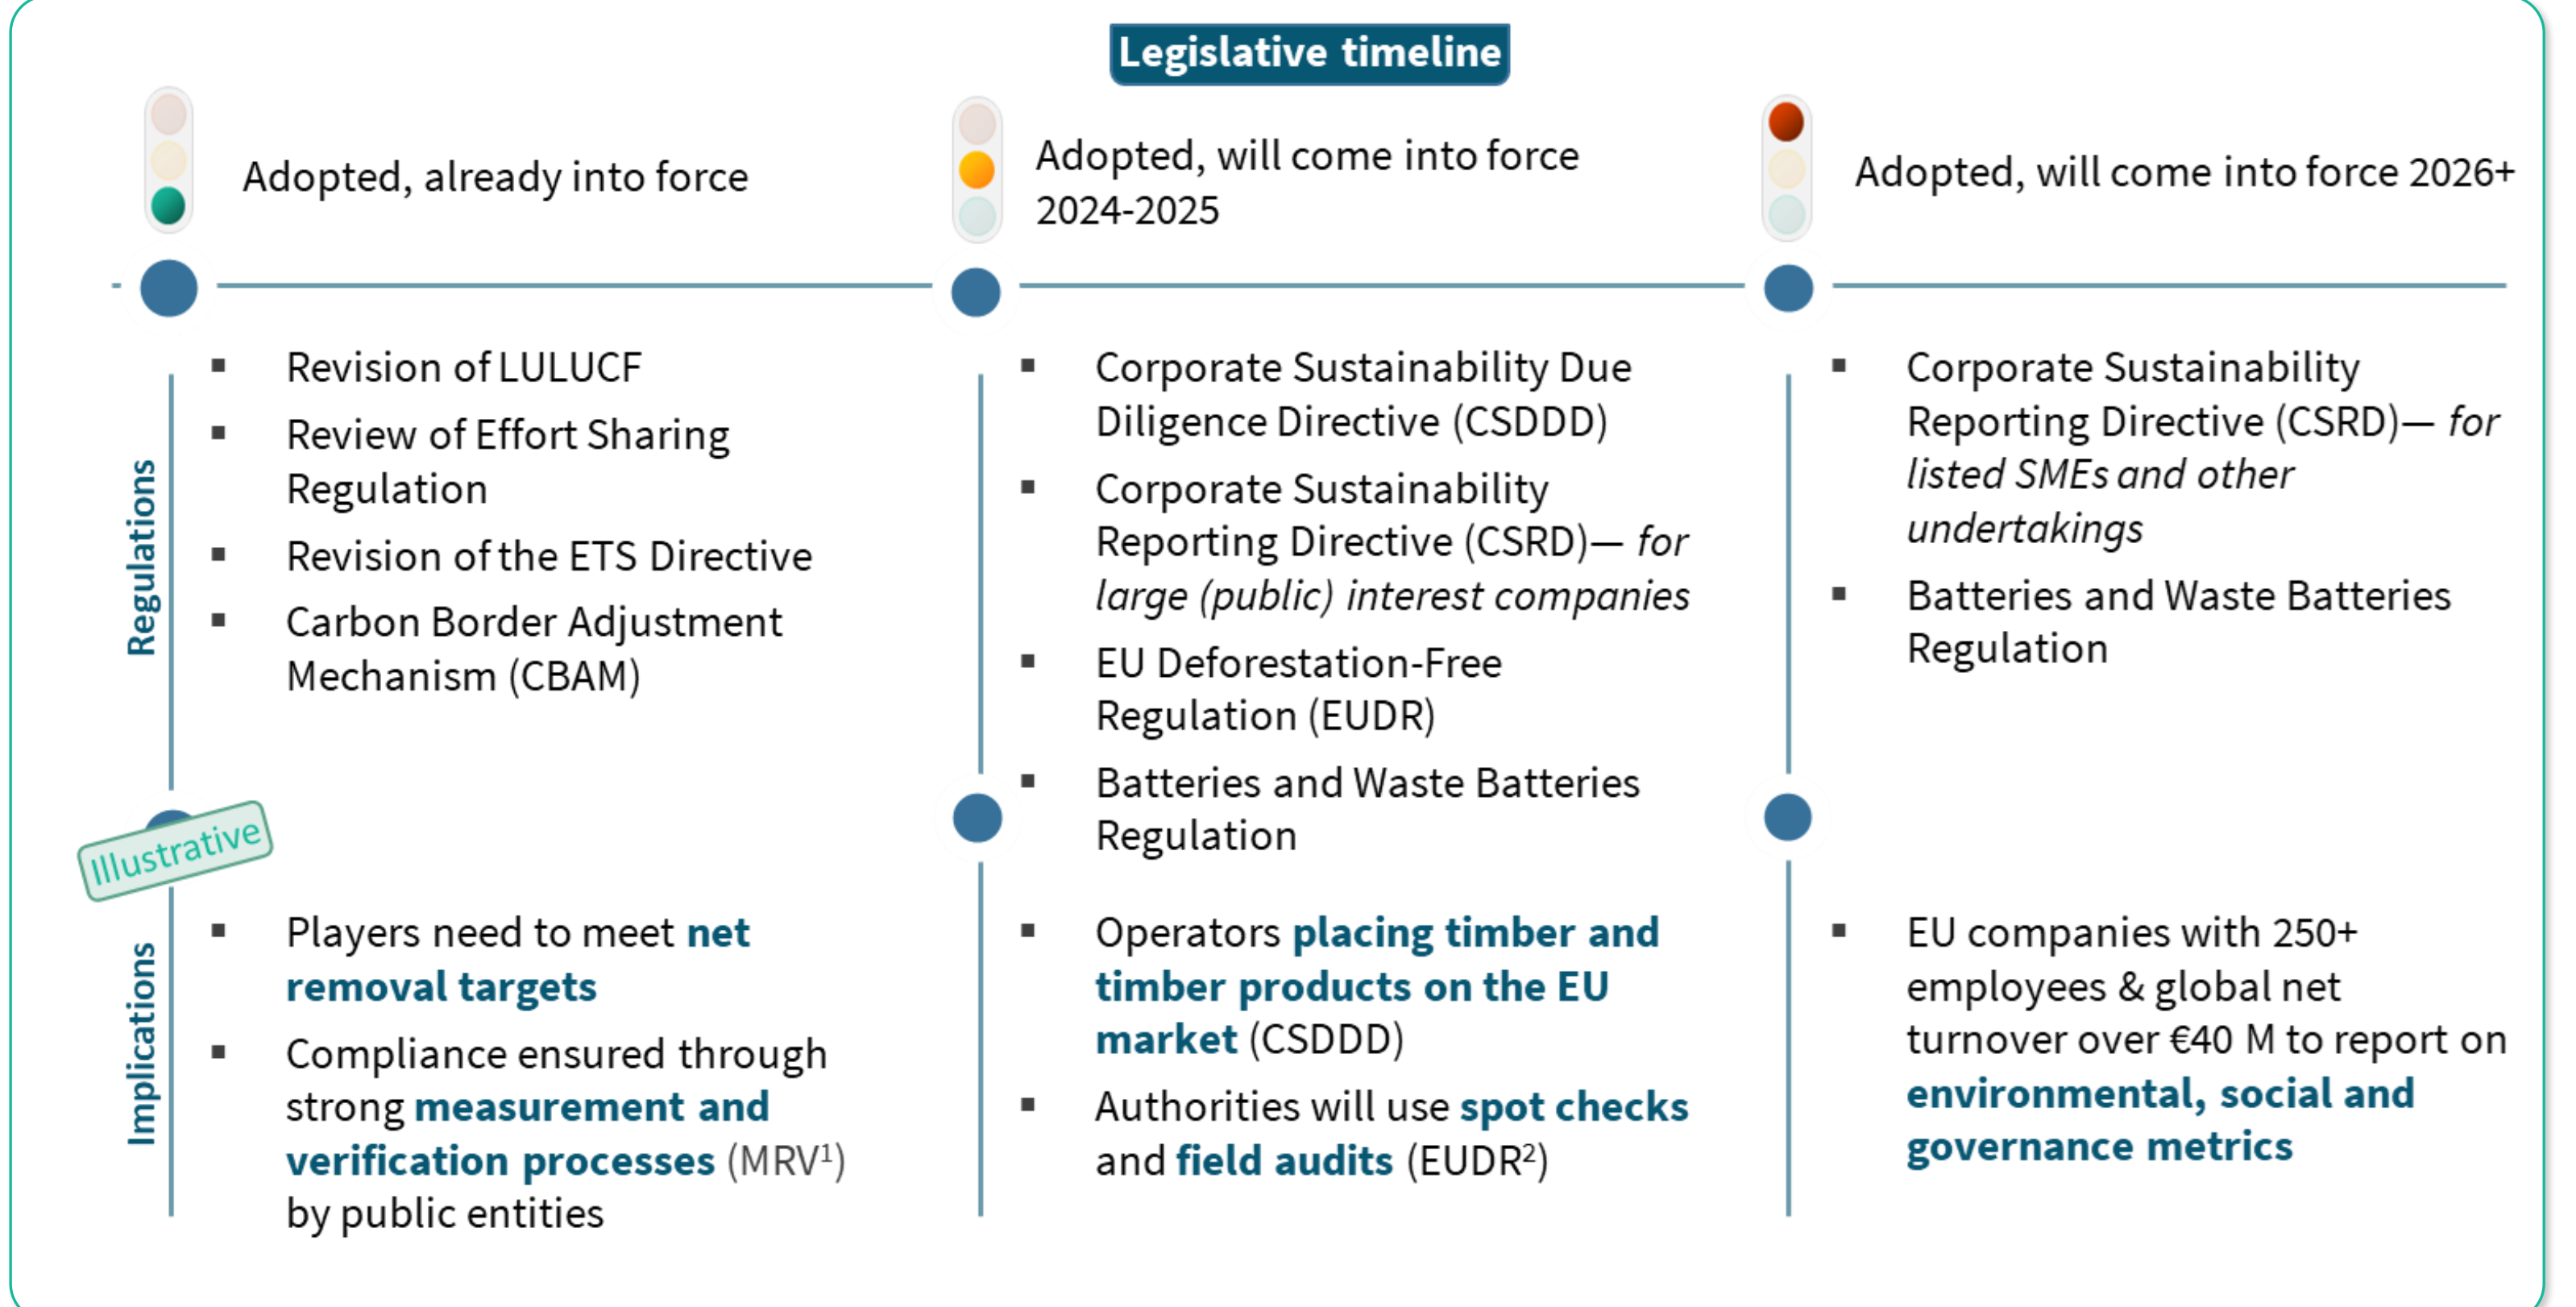 Legislative timeline
Adopted, already into force
Adopted, will come into force
2024-2025
Adopted, will come into force 2026+
Regulations
▪ Revision of LULUCF
▪ Review of Effort Sharing
Regulation
▪ Revision of the ETS Directive
▪ Carbon Border Adjustment
Mechanism (CBAM)
▪ Corporate Sustainability Due
Diligence Directive (CSDDD)
▪ Corporate Sustainability
Reporting Directive (CSRD)— for
large (public) interest companies
▪ EU Deforestation-Free
Regulation (EUDR)
▪ Batteries and Waste Batteries
Regulation
▪ Corporate Sustainability
Reporting Directive (CSRD)— for
listed SMEs and other
undertakings
▪ Batteries and Waste Batteries
Regulation
Illustrative
Implications
▪ Players need to meet net
removal targets
▪ Compliance ensured through
strong measurement and
verification processes (MRV¹)
by public entities
▪ Operators placing timber and
timber products on the EU
market (CSDDD)
▪ Authorities will use spot checks
and field audits (EUDR²)
▪ EU companies with 250+
employees & global net
turnover over €40 M to report on
environmental, social and
governance metrics